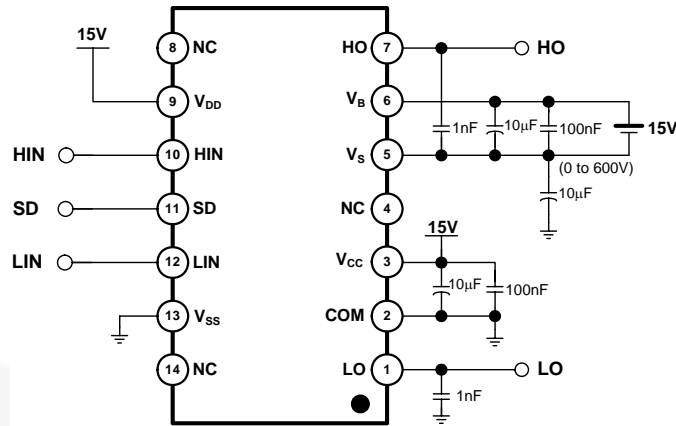 15V
8 NC
HO 7 HO
9 VDD
VB 6
1nF 10µF 100nF 15V
HIN 10 HIN
VS 5
(0 to 600V)
10µF
SD 11 SD
NC 4
15V
LIN 12 LIN
VCC 3
10µF 100nF
13 VSS
COM 2
14 NC
LO 1 LO
1nF